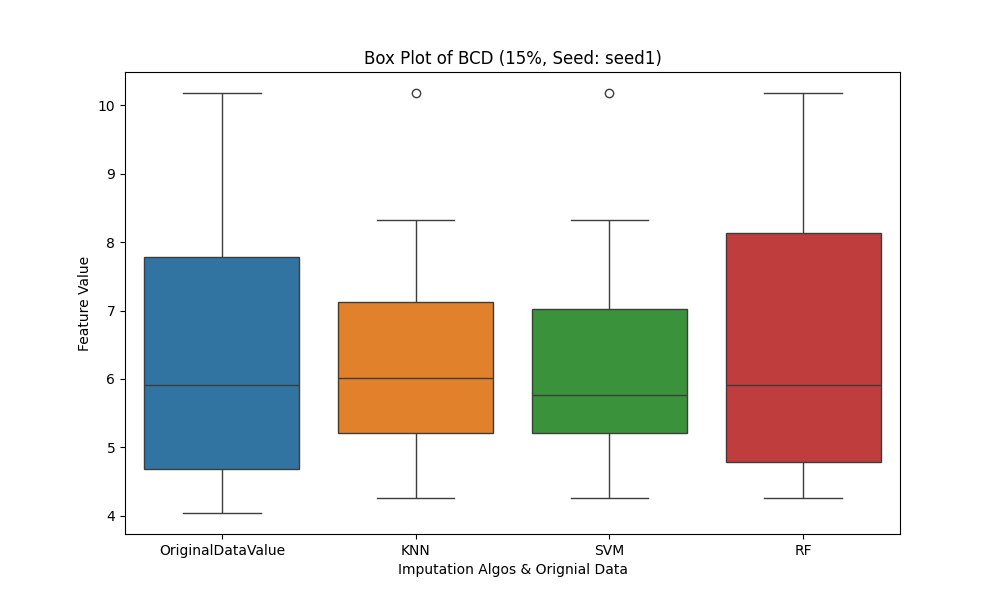 Box Plot of BCD (15%, Seed: seed1)
10
9
8
7
6
5
4
Feature Value
OriginalDataValue KNN SVM RF
Imputation Algos & Orignial Data